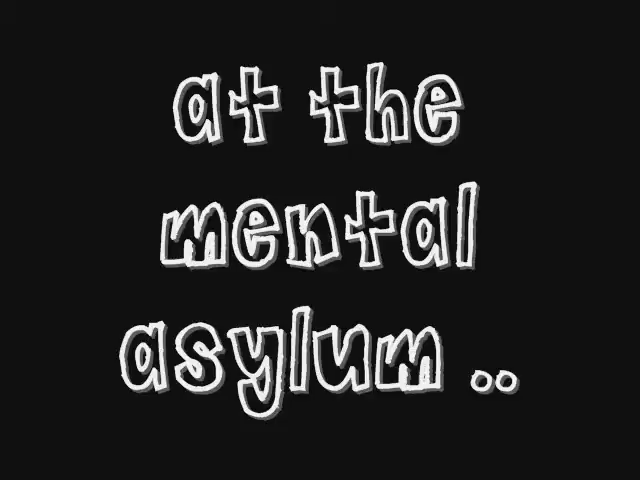 at the
mental
asylum ..